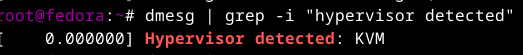 root@fedora:~# dmesg | grep -i "hypervisor detected"
[    0.000000] Hypervisor detected: KVM